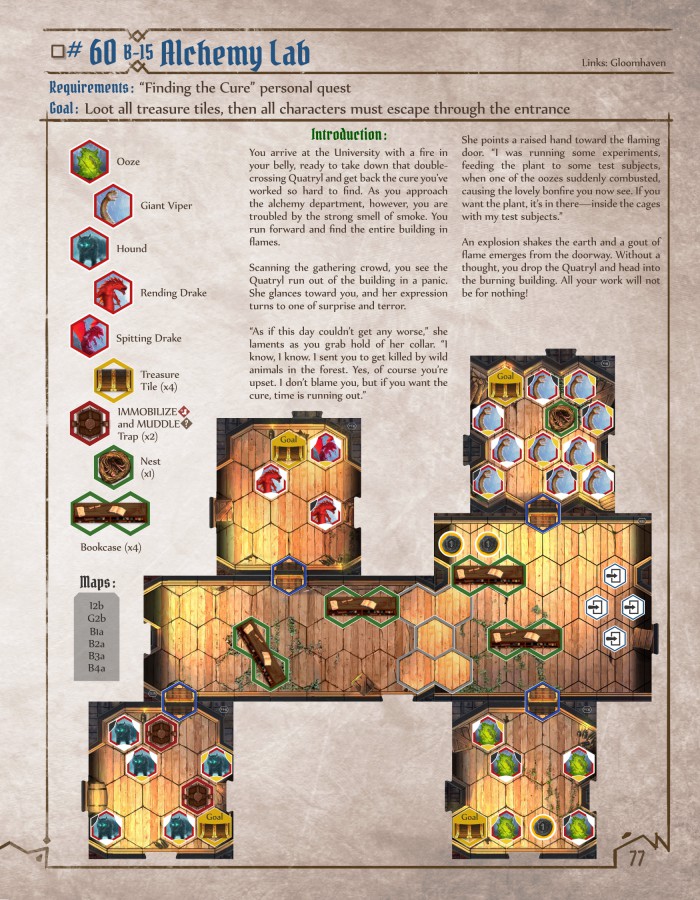 # 60 B-15 Alchemy Lab
Links: Gloomhaven
Requirements: “Finding the Cure” personal quest
Goal: Loot all treasure tiles, then all characters must escape through the entrance
Ooze
Giant Viper
Hound
Rending Drake
Spitting Drake
Treasure
Tile (x4)
IMMOBILIZE
and MUDDLE
Trap (x2)
Nest
(x1)
Bookcase (x4)
Maps:
I2b
G2b
B1a
B2a
B3a
B4a
Introduction:
You arrive at the University with a fire in
your belly, ready to take down that double-
crossing Quatryl and get back the cure you’ve
worked so hard to find. As you approach
the alchemy department, however, you are
troubled by the strong smell of smoke. You
run forward and find the entire building in
flames.
Scanning the gathering crowd, you see the
Quatryl run out of the building in a panic.
She glances toward you, and her expression
turns to one of surprise and terror.
“As if this day couldn’t get any worse,” she
laments as you grab hold of her collar. “I
know, I know. I sent you to get killed by wild
animals in the forest. Yes, of course you’re
upset. I don’t blame you, but if you want the
cure, time is running out.”
She points a raised hand toward the flaming
door. “I was running some experiments,
feeding the plant to some test subjects,
when one of the oozes suddenly combusted,
causing the lovely bonfire you now see. If you
want the plant, it’s in there—inside the cages
with my test subjects.”
An explosion shakes the earth and a gout of
flame emerges from the doorway. Without a
thought, you drop the Quatryl and head into
the burning building. All your work will not
be for nothing!
Goal
Goal
Goal
Goal
77